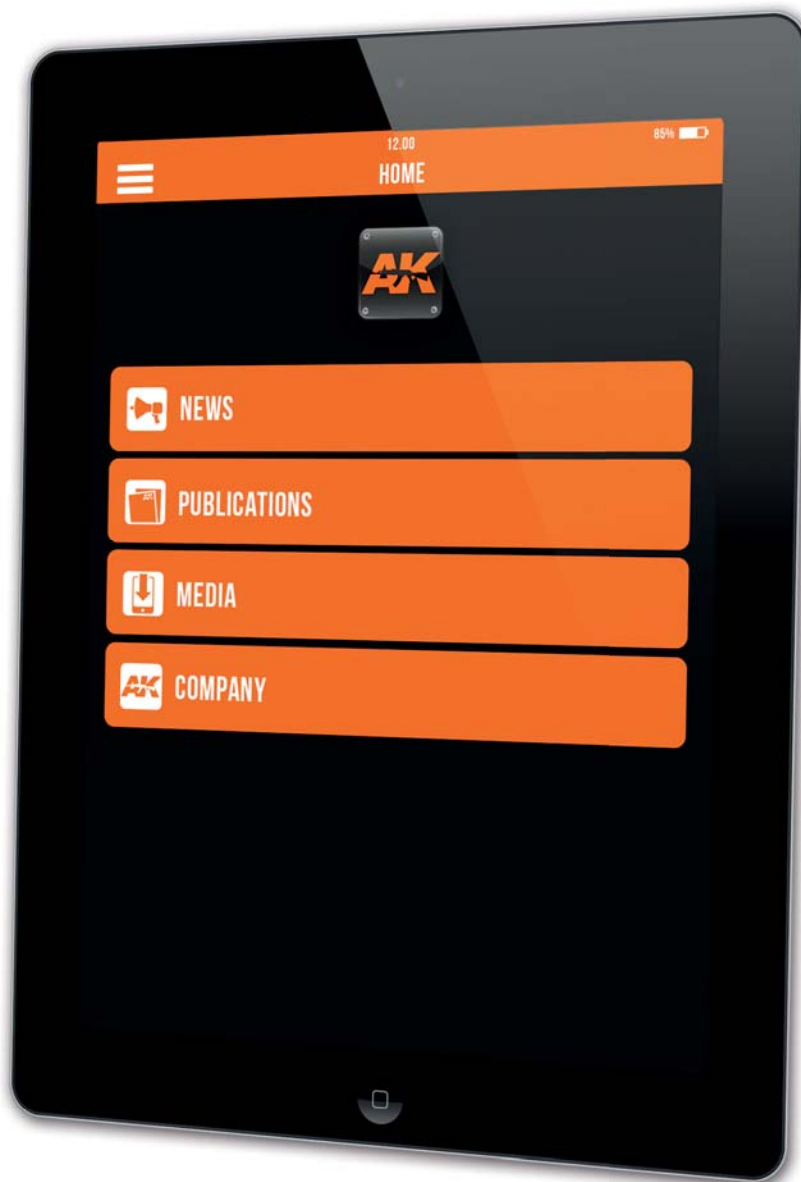 12.00
85%
HOME
AK
NEWS
PUBLICATIONS
MEDIA
AK COMPANY